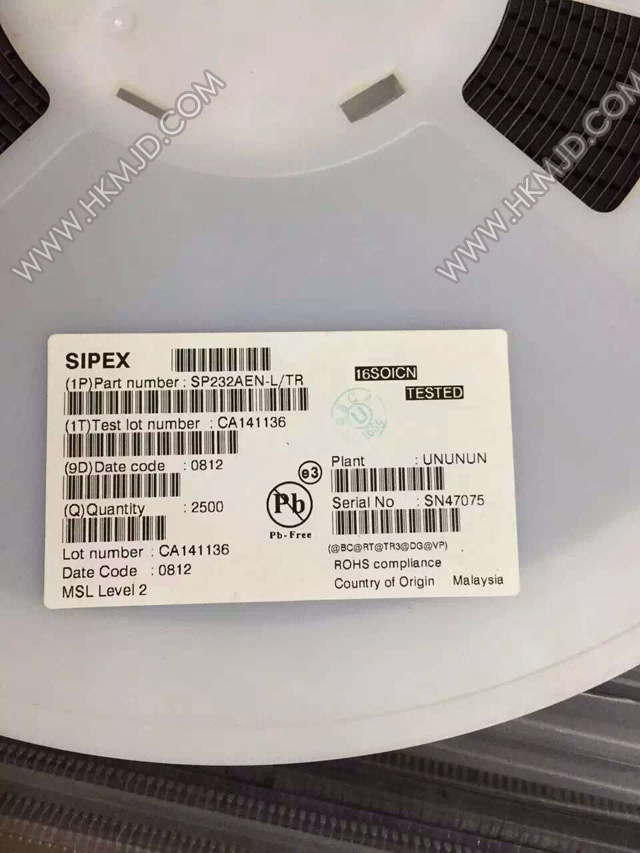 WWW.HKMJD.COM
WWW.HKMJD.COM
SIPEX
(1P)Part number : SP232AEN-L/TR
16SOICN
TESTED
(1T)Test lot number : CA141136
(9D)Date code : 0812
e3
Plant : UNUNUN
(Q)Quantity : 2500
Pb
Serial No : SN47075
Pb-Free
(@BC@RT@TR3@DG@VP)
Lot number : CA141136
ROHS compliance
Date Code : 0812
Country of Origin Malaysia
MSL Level 2